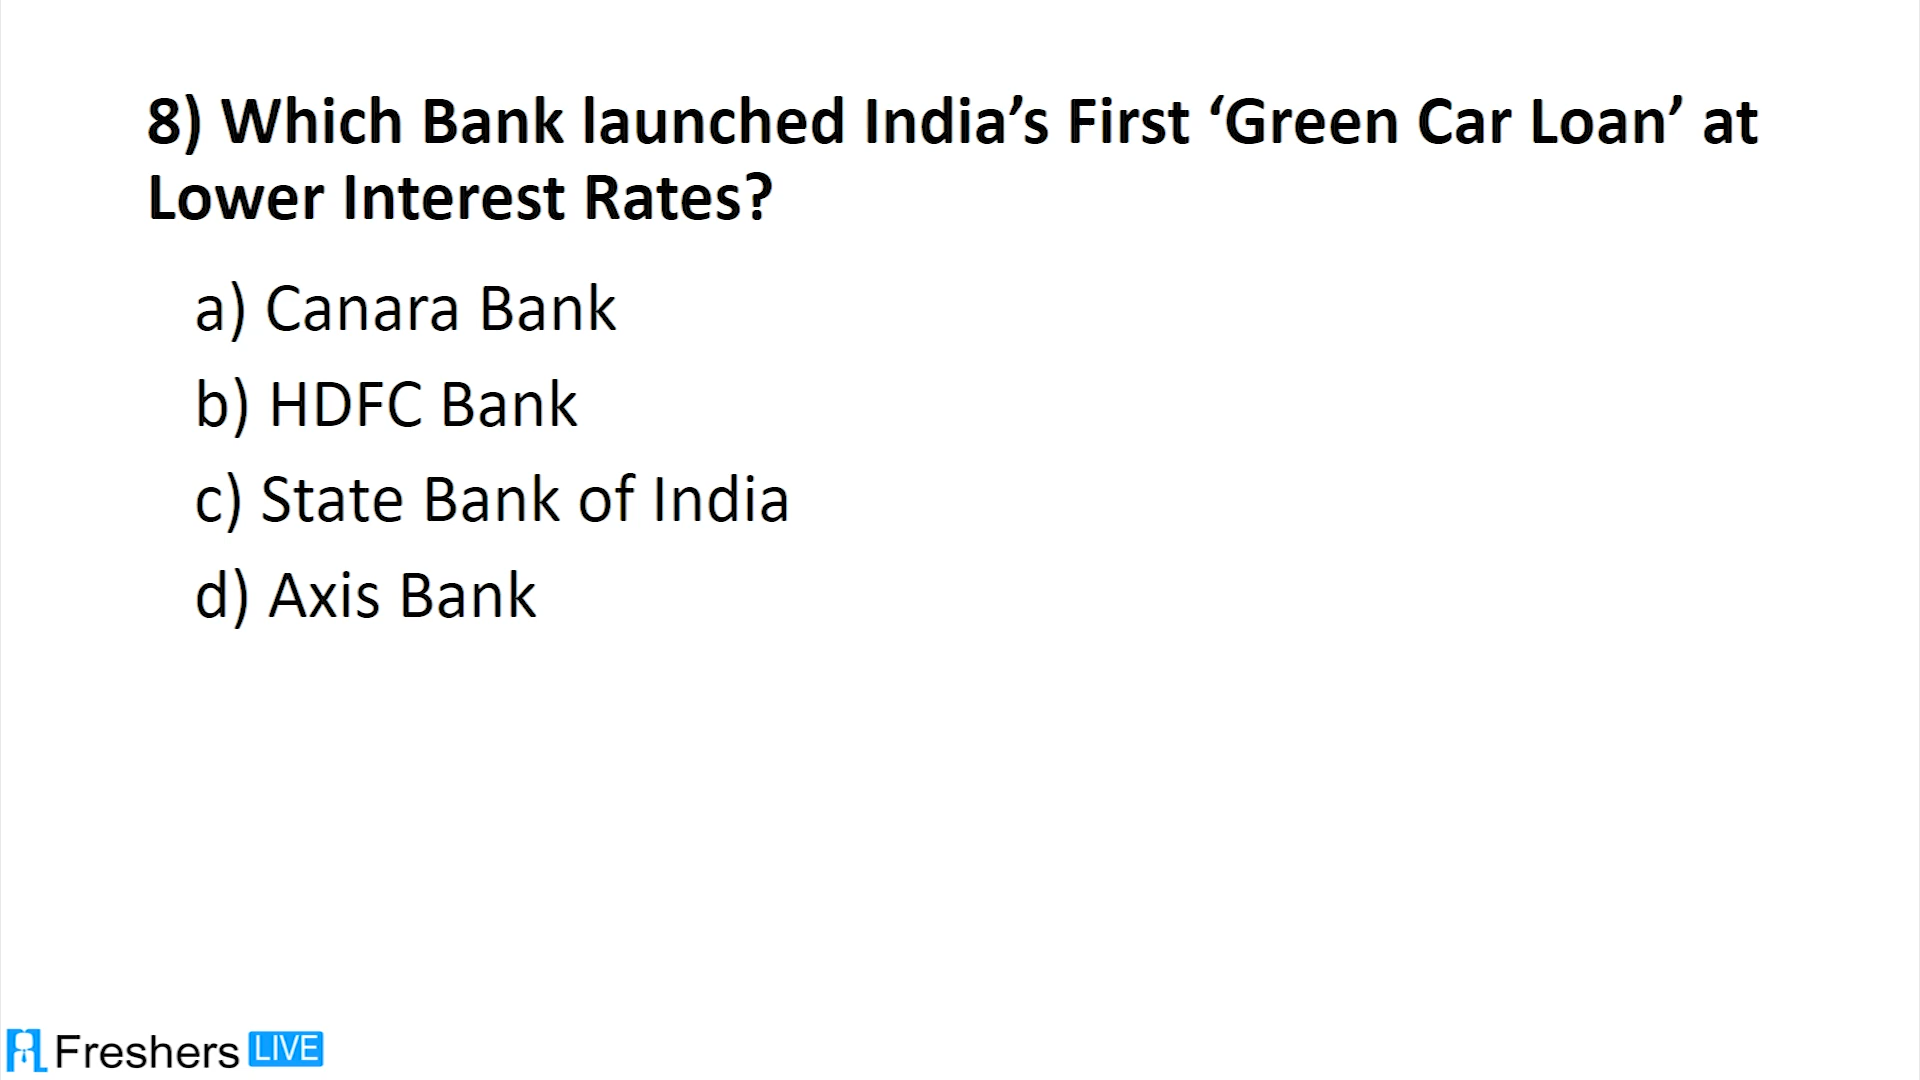 8) Which Bank launched India’s First ‘Green Car Loan’ at
Lower Interest Rates?
a) Canara Bank
b) HDFC Bank
c) State Bank of India
d) Axis Bank
Freshers LIVE